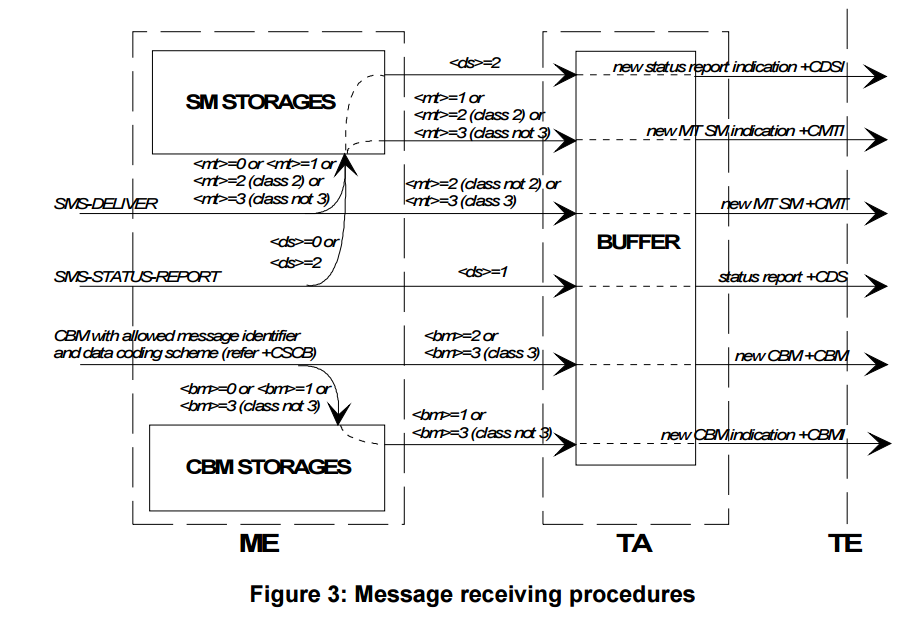 <ds>=2
new status report indication +CDSI
SM STORAGES
<mt>=1 or
<mt>=2 (class 2) or
<mt>=3 (class not 3)
new MT SM indication +CMTI
<mt>=0 or <mt>=1 or
<mt>=2 (class 2) or
<mt>=3 (class not 3)
<mt>=2 (class not 2) or
<mt>=3 (class 3)
SMS-DELIVER
new MT SM +CMT
BUFFER
<ds>=0 or
<ds>=2
SMS-STATUS-REPORT
<ds>=1
status report +CDS
CBM with allowed message identifier
and data coding scheme (refer +CSCB)
<bm>=2 or
<bm>=3 (class 3)
new CBM +CBM
<bm>=0 or <bm>=1 or
<bm>=3 (class not 3)
<bm>=1 or
<bm>=3 (class not 3)
new CBM indication +CBMI
CBM STORAGES
ME
TA
TE
Figure 3: Message receiving procedures